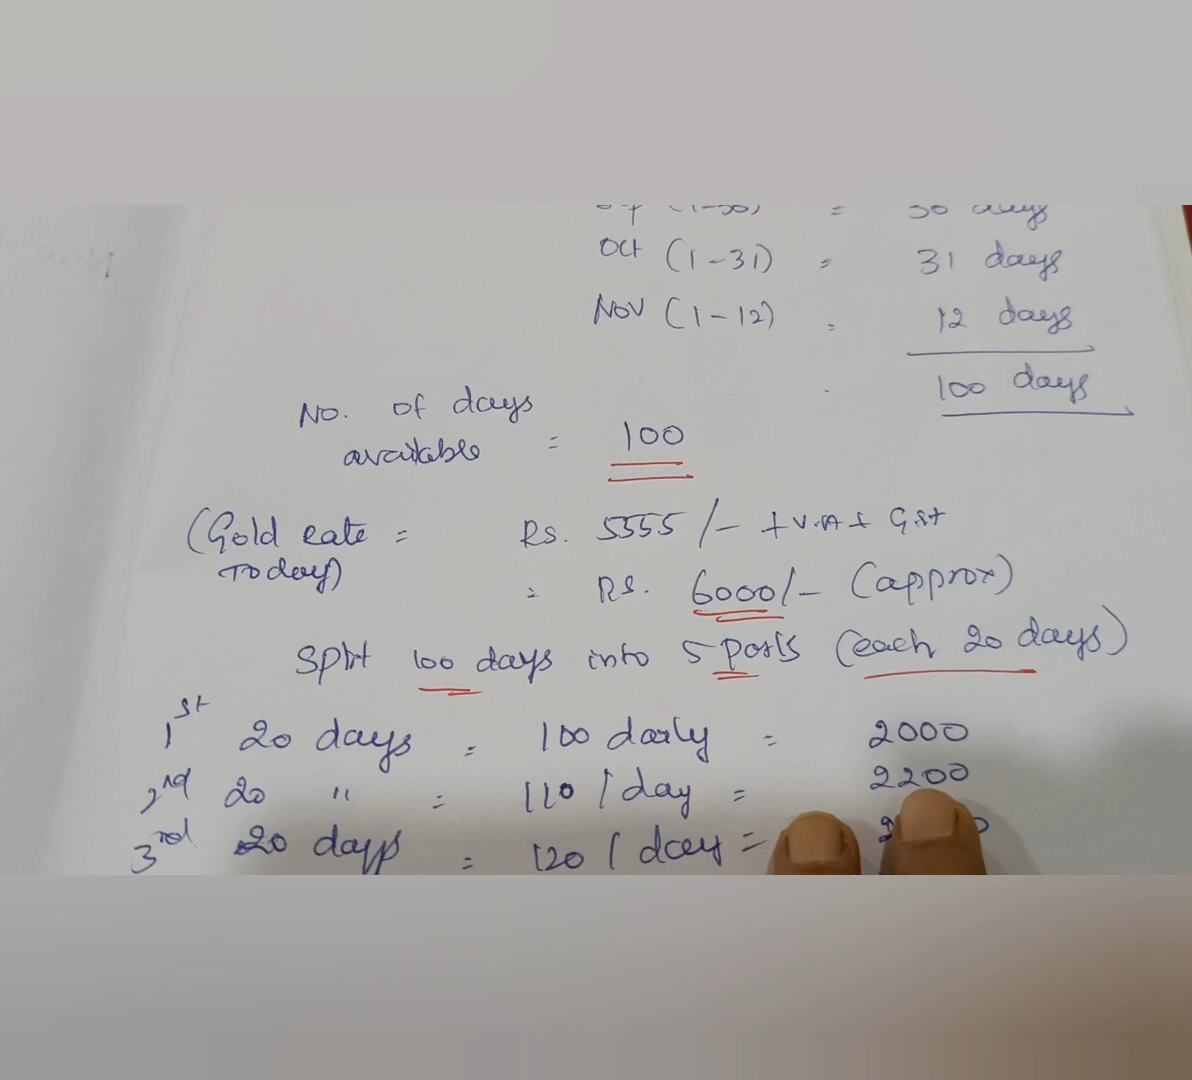 Oct (1-31) = 31 days
Nov (1-12) = 12 days
100 days
No. of days
available = 100
(Gold rate = Rs. 5555/- + V.A + G.st
Today)
= Rs. 6000/- (approx)
Split 100 days into 5 parts (each 20 days)
1st 20 days = 100 daily = 2000
2nd 20 " = 110 / day = 2200
3rd 20 days = 120 / day =